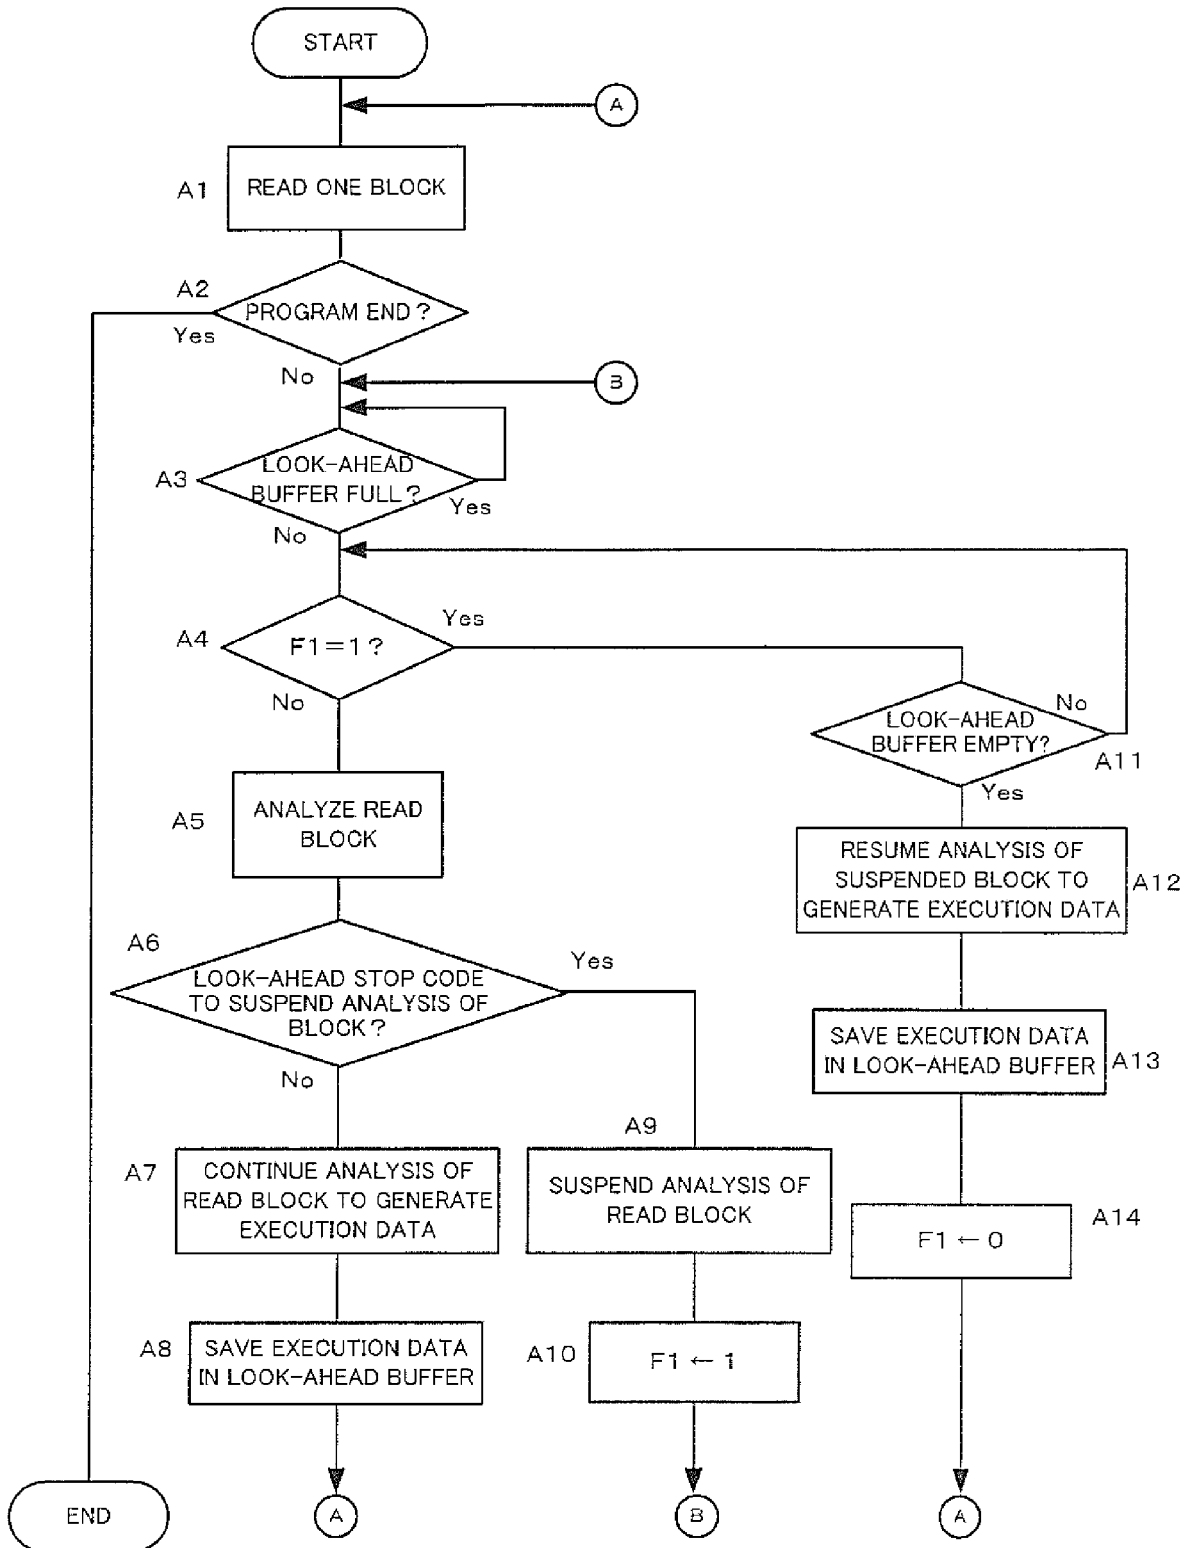 START
A
A1
READ ONE BLOCK
A2
PROGRAM END?
Yes
No
B
A3
LOOK-AHEAD
BUFFER FULL?
Yes
No
A4
F1=1?
Yes
No
LOOK-AHEAD
BUFFER EMPTY?
No
A11
Yes
A5
ANALYZE READ
BLOCK
RESUME ANALYSIS OF
SUSPENDED BLOCK TO
GENERATE EXECUTION DATA
A12
A6
LOOK-AHEAD STOP CODE
TO SUSPEND ANALYSIS OF
BLOCK?
Yes
No
SAVE EXECUTION DATA
IN LOOK-AHEAD BUFFER
A13
A7
CONTINUE ANALYSIS OF
READ BLOCK TO GENERATE
EXECUTION DATA
A9
SUSPEND ANALYSIS OF
READ BLOCK
A14
F1 ← 0
A8
SAVE EXECUTION DATA
IN LOOK-AHEAD BUFFER
A10
F1 ← 1
END
A
B
A